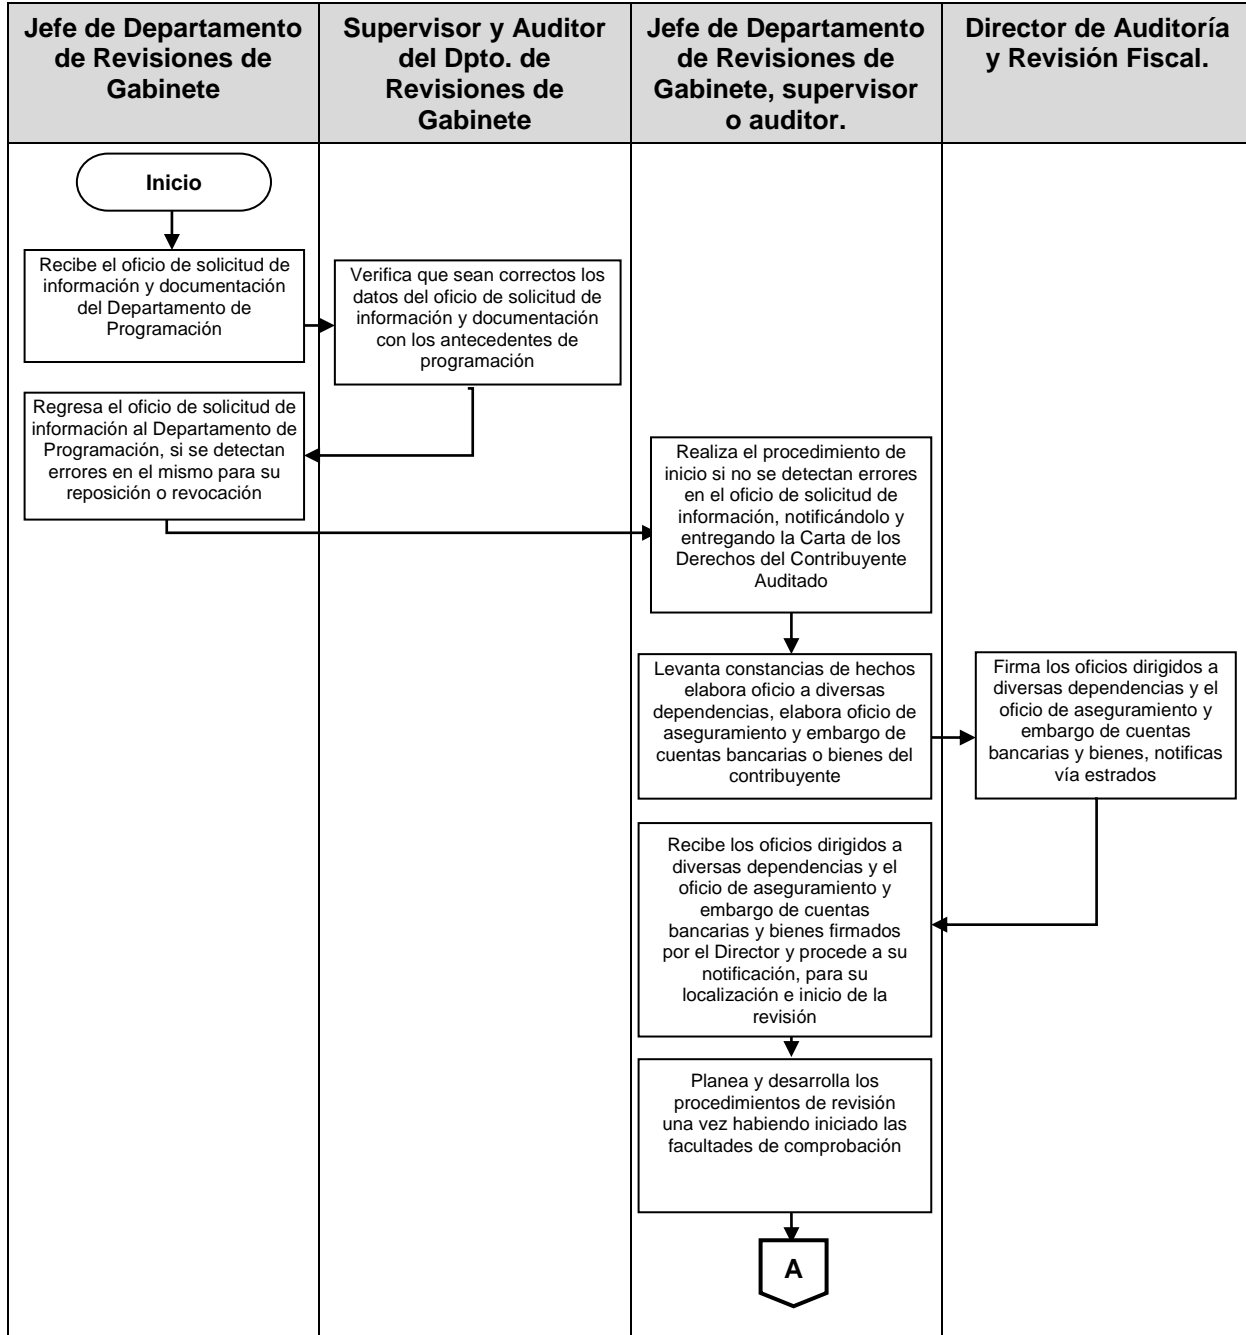 Jefe de Departamento
de Revisiones de
Gabinete
Supervisor y Auditor
del Dpto. de
Revisiones de
Gabinete
Jefe de Departamento
de Revisiones de
Gabinete, supervisor
o auditor.
Director de Auditoría
y Revisión Fiscal.
Inicio
Recibe el oficio de solicitud de
información y documentación
del Departamento de
Programación
Verifica que sean correctos los
datos del oficio de solicitud de
información y documentación
con los antecedentes de
programación
Regresa el oficio de solicitud de
información al Departamento de
Programación, si se detectan
errores en el mismo para su
reposición o revocación
Realiza el procedimiento de
inicio si no se detectan errores
en el oficio de solicitud de
información, notificándolo y
entregando la Carta de los
Derechos del Contribuyente
Auditado
Levanta constancias de hechos
elabora oficio a diversas
dependencias, elabora oficio de
aseguramiento y embargo de
cuentas bancarias o bienes del
contribuyente
Firma los oficios dirigidos a
diversas dependencias y el
oficio de aseguramiento y
embargo de cuentas
bancarias y bienes, notificas
vía estrados
Recibe los oficios dirigidos a
diversas dependencias y el
oficio de aseguramiento y
embargo de cuentas
bancarias y bienes firmados
por el Director y procede a su
notificación, para su
localización e inicio de la
revisión
Planea y desarrolla los
procedimientos de revisión
una vez habiendo iniciado las
facultades de comprobación
A